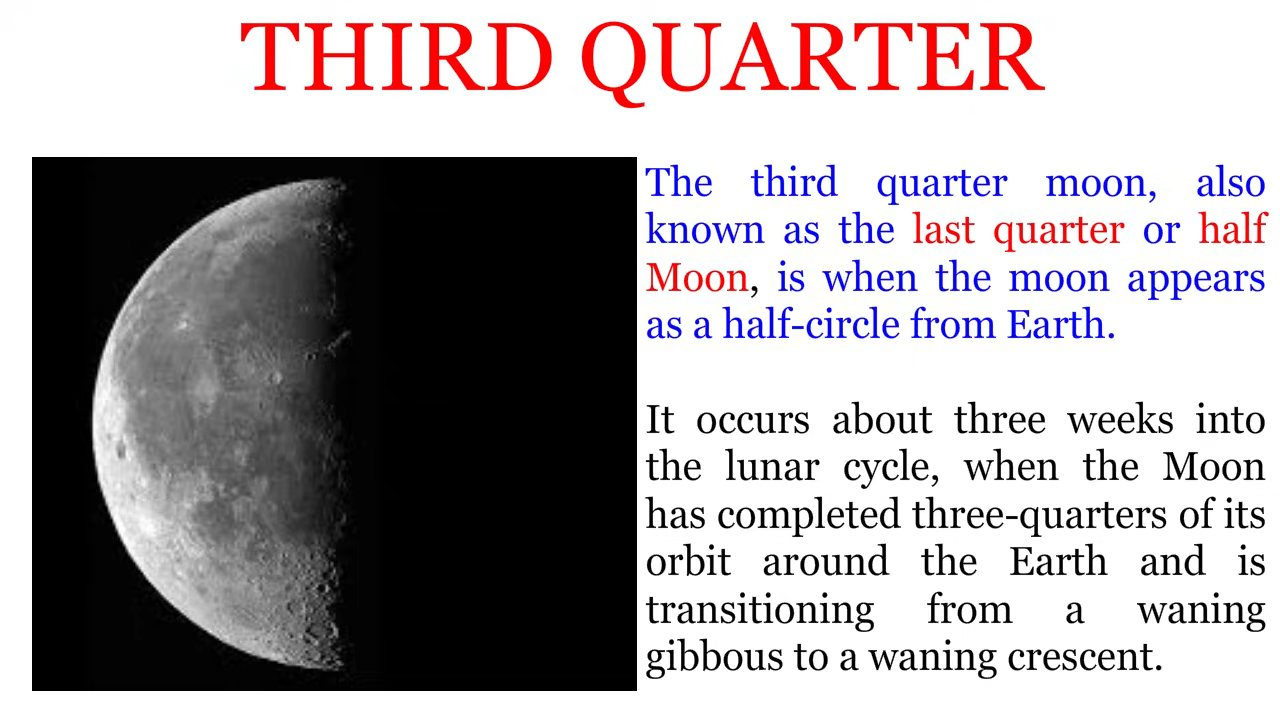 THIRD QUARTER
The third quarter moon, also
known as the last quarter or half
Moon, is when the moon appears
as a half-circle from Earth.
It occurs about three weeks into
the lunar cycle, when the Moon
has completed three-quarters of its
orbit around the Earth and is
transitioning from a waning
gibbous to a waning crescent.